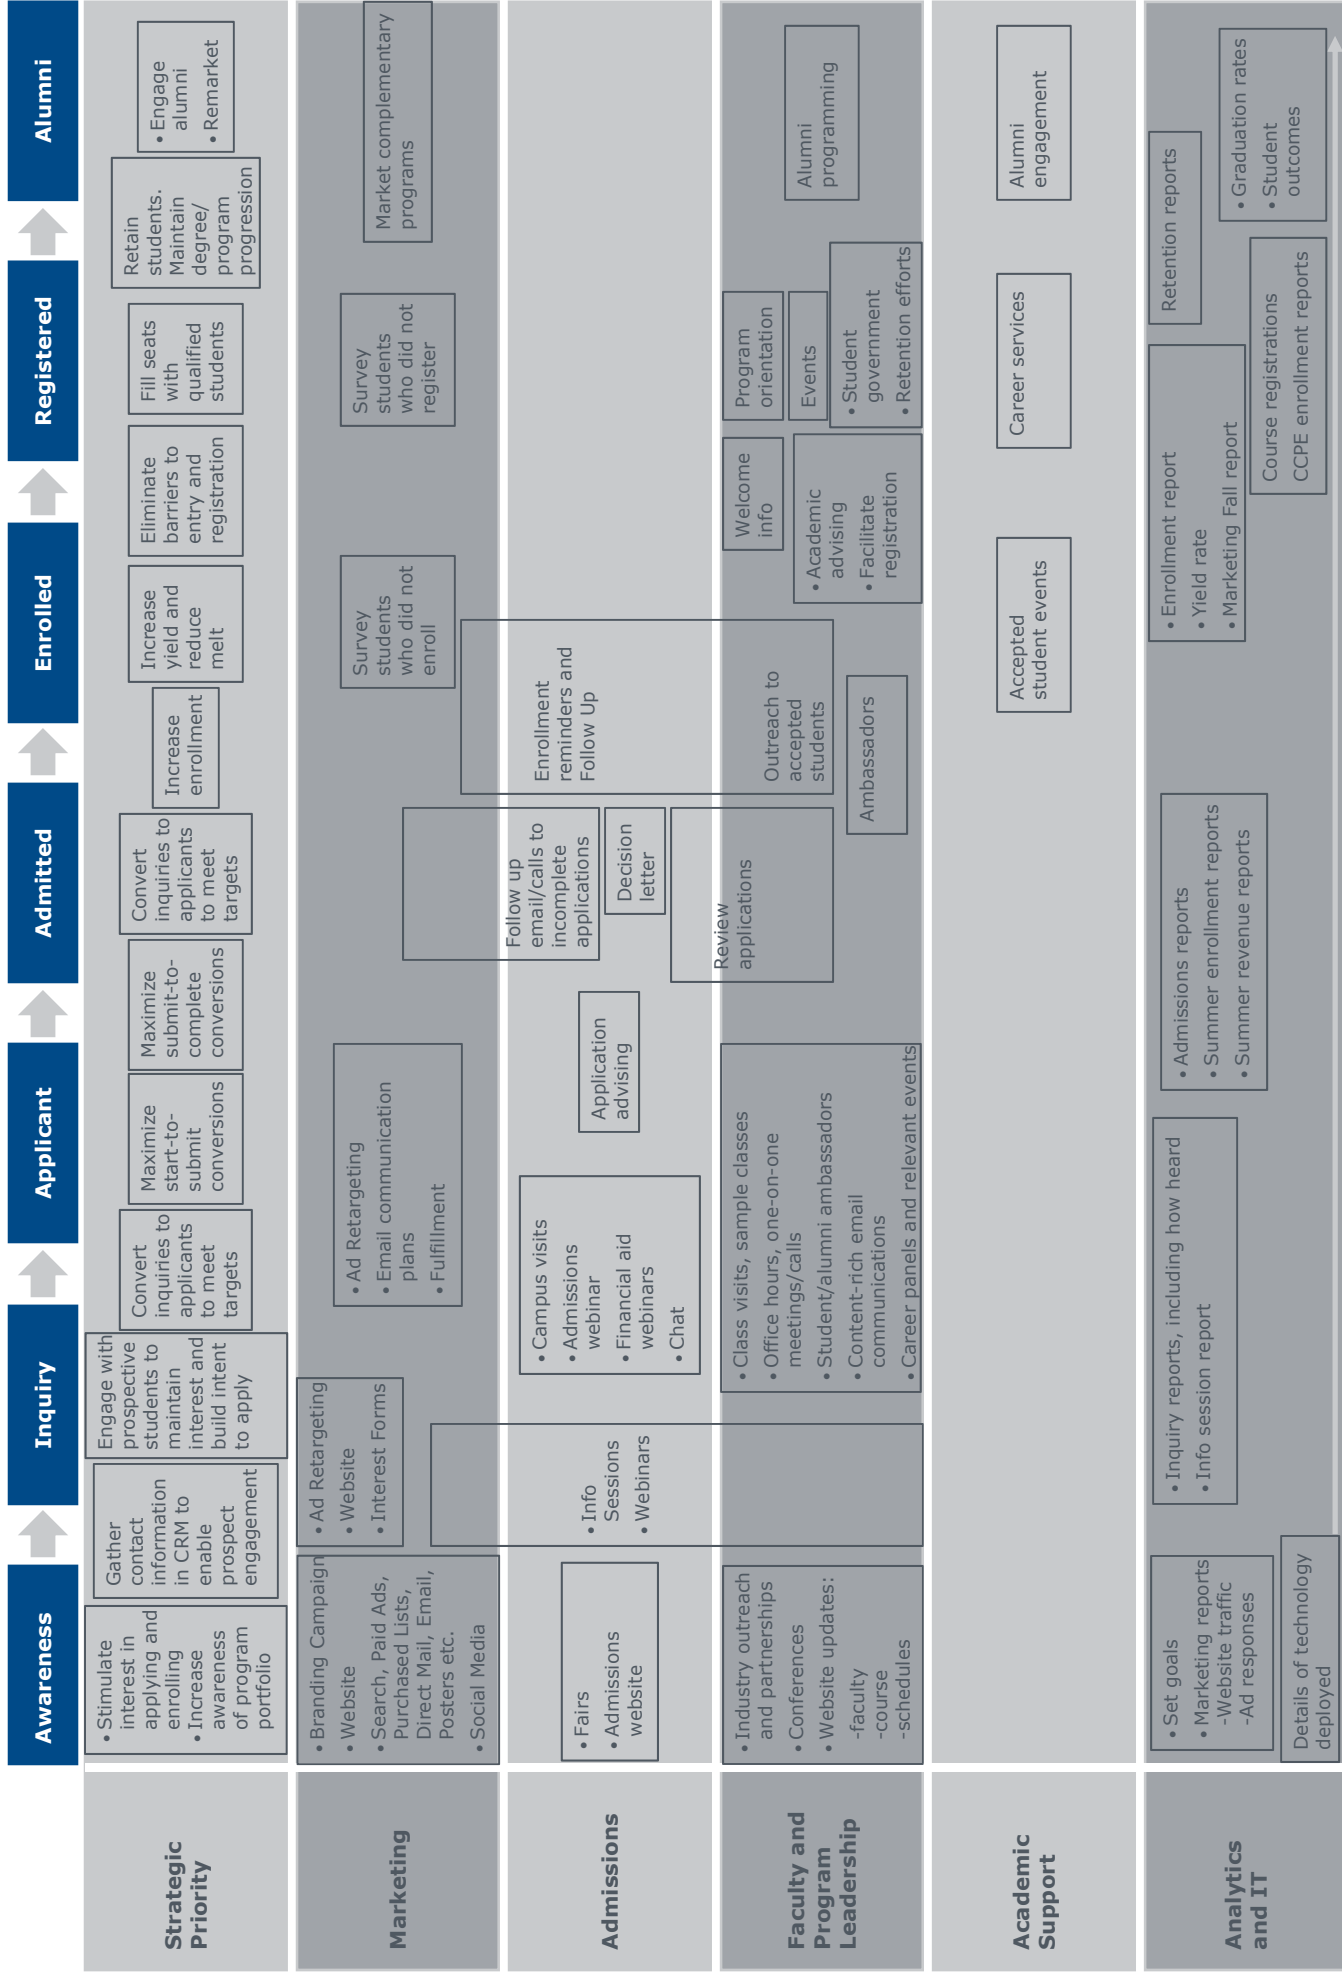 Awareness
Inquiry
Applicant
Admitted
Enrolled
Registered
Alumni
Strategic
Priority
• Stimulate
interest in
applying and
enrolling
• Increase
awareness
of program
portfolio
Gather
contact
information
in CRM to
enable
prospect
engagement
Engage with
prospective
students to
maintain
interest and
build intent
to apply
Convert
inquiries to
applicants
to meet
targets
Maximize
start-to-
submit
conversions
Maximize
submit-to-
complete
conversions
Convert
inquiries to
applicants
to meet
targets
Increase
enrollment
Increase
yield and
reduce
melt
Eliminate
barriers to
entry and
registration
Fill seats
with
qualified
students
Retain
students.
Maintain
degree/
program
progression
• Engage
alumni
• Remarket
Marketing
• Branding Campaign
• Website
• Search, Paid Ads,
Purchased Lists,
Direct Mail, Email,
Posters etc.
• Social Media
• Ad Retargeting
• Website
• Interest Forms
• Ad Retargeting
• Email communication
plans
• Fulfillment
Survey
students
who did not
enroll
Survey
students
who did not
register
Market complementary
programs
Admissions
• Fairs
• Admissions
website
• Info
Sessions
• Webinars
• Campus visits
• Admissions
webinar
• Financial aid
webinars
• Chat
Application
advising
Follow up
email/calls to
incomplete
applications
Decision
letter
Enrollment
reminders and
Follow Up
Faculty and
Program
Leadership
• Industry outreach
and partnerships
• Conferences
• Website updates:
-faculty
-course
-schedules
• Class visits, sample classes
• Office hours, one-on-one
meetings/calls
• Student/alumni ambassadors
• Content-rich email
communications
• Career panels and relevant events
Review
applications
Outreach to
accepted
students
Ambassadors
Welcome
info
• Academic
advising
• Facilitate
registration
Program
orientation
Events
• Student
government
• Retention efforts
Alumni
programming
Academic
Support
Accepted
student events
Career services
Alumni
engagement
Analytics
and IT
• Set goals
• Marketing reports
-Website traffic
-Ad responses
Details of technology
deployed
• Inquiry reports, including how heard
• Info session report
• Admissions reports
• Summer enrollment reports
• Summer revenue reports
• Enrollment report
• Yield rate
• Marketing Fall report
Course registrations
CCPE enrollment reports
Retention reports
• Graduation rates
• Student
outcomes